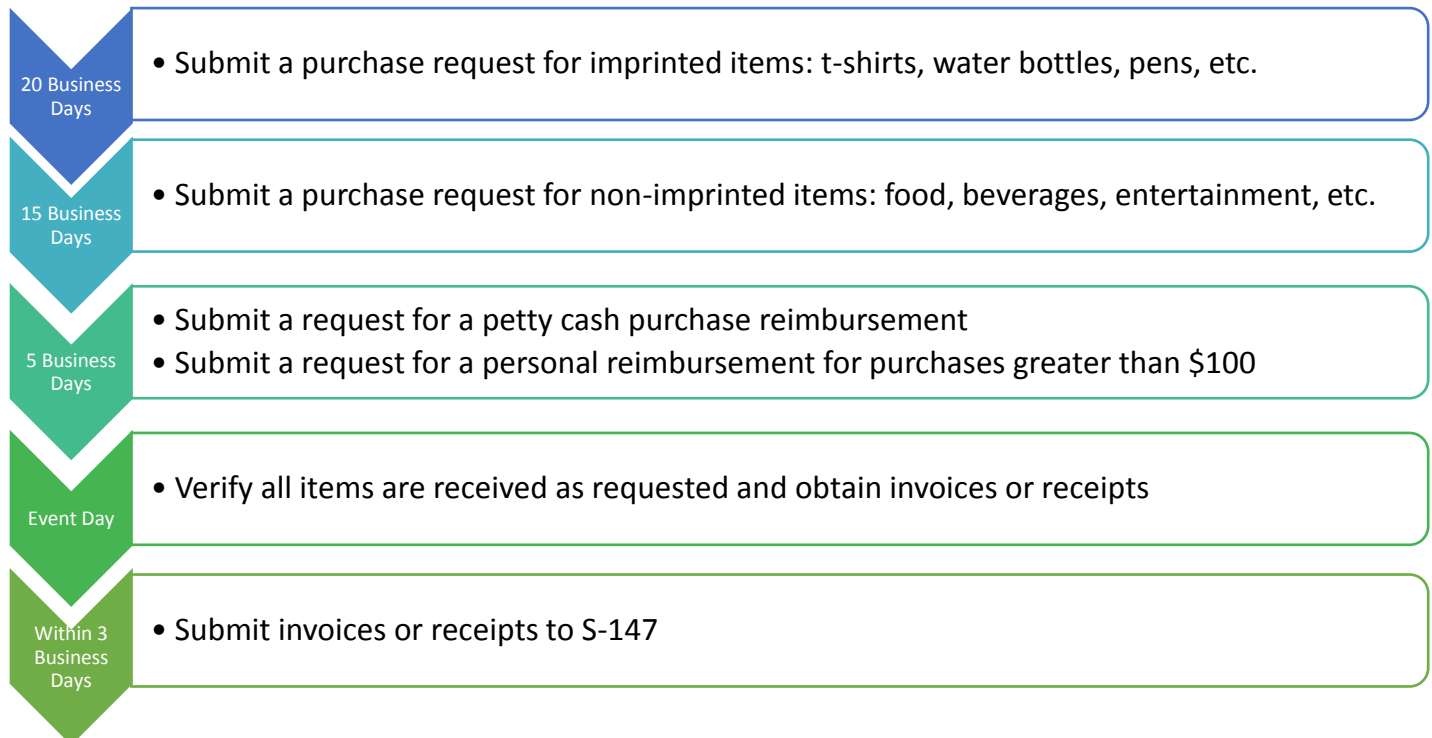 20 Business
Days
• Submit a purchase request for imprinted items: t-shirts, water bottles, pens, etc.
15 Business
Days
• Submit a purchase request for non-imprinted items: food, beverages, entertainment, etc.
5 Business
Days
• Submit a request for a petty cash purchase reimbursement
• Submit a request for a personal reimbursement for purchases greater than $100
Event Day
• Verify all items are received as requested and obtain invoices or receipts
Within 3
Business
Days
• Submit invoices or receipts to S-147